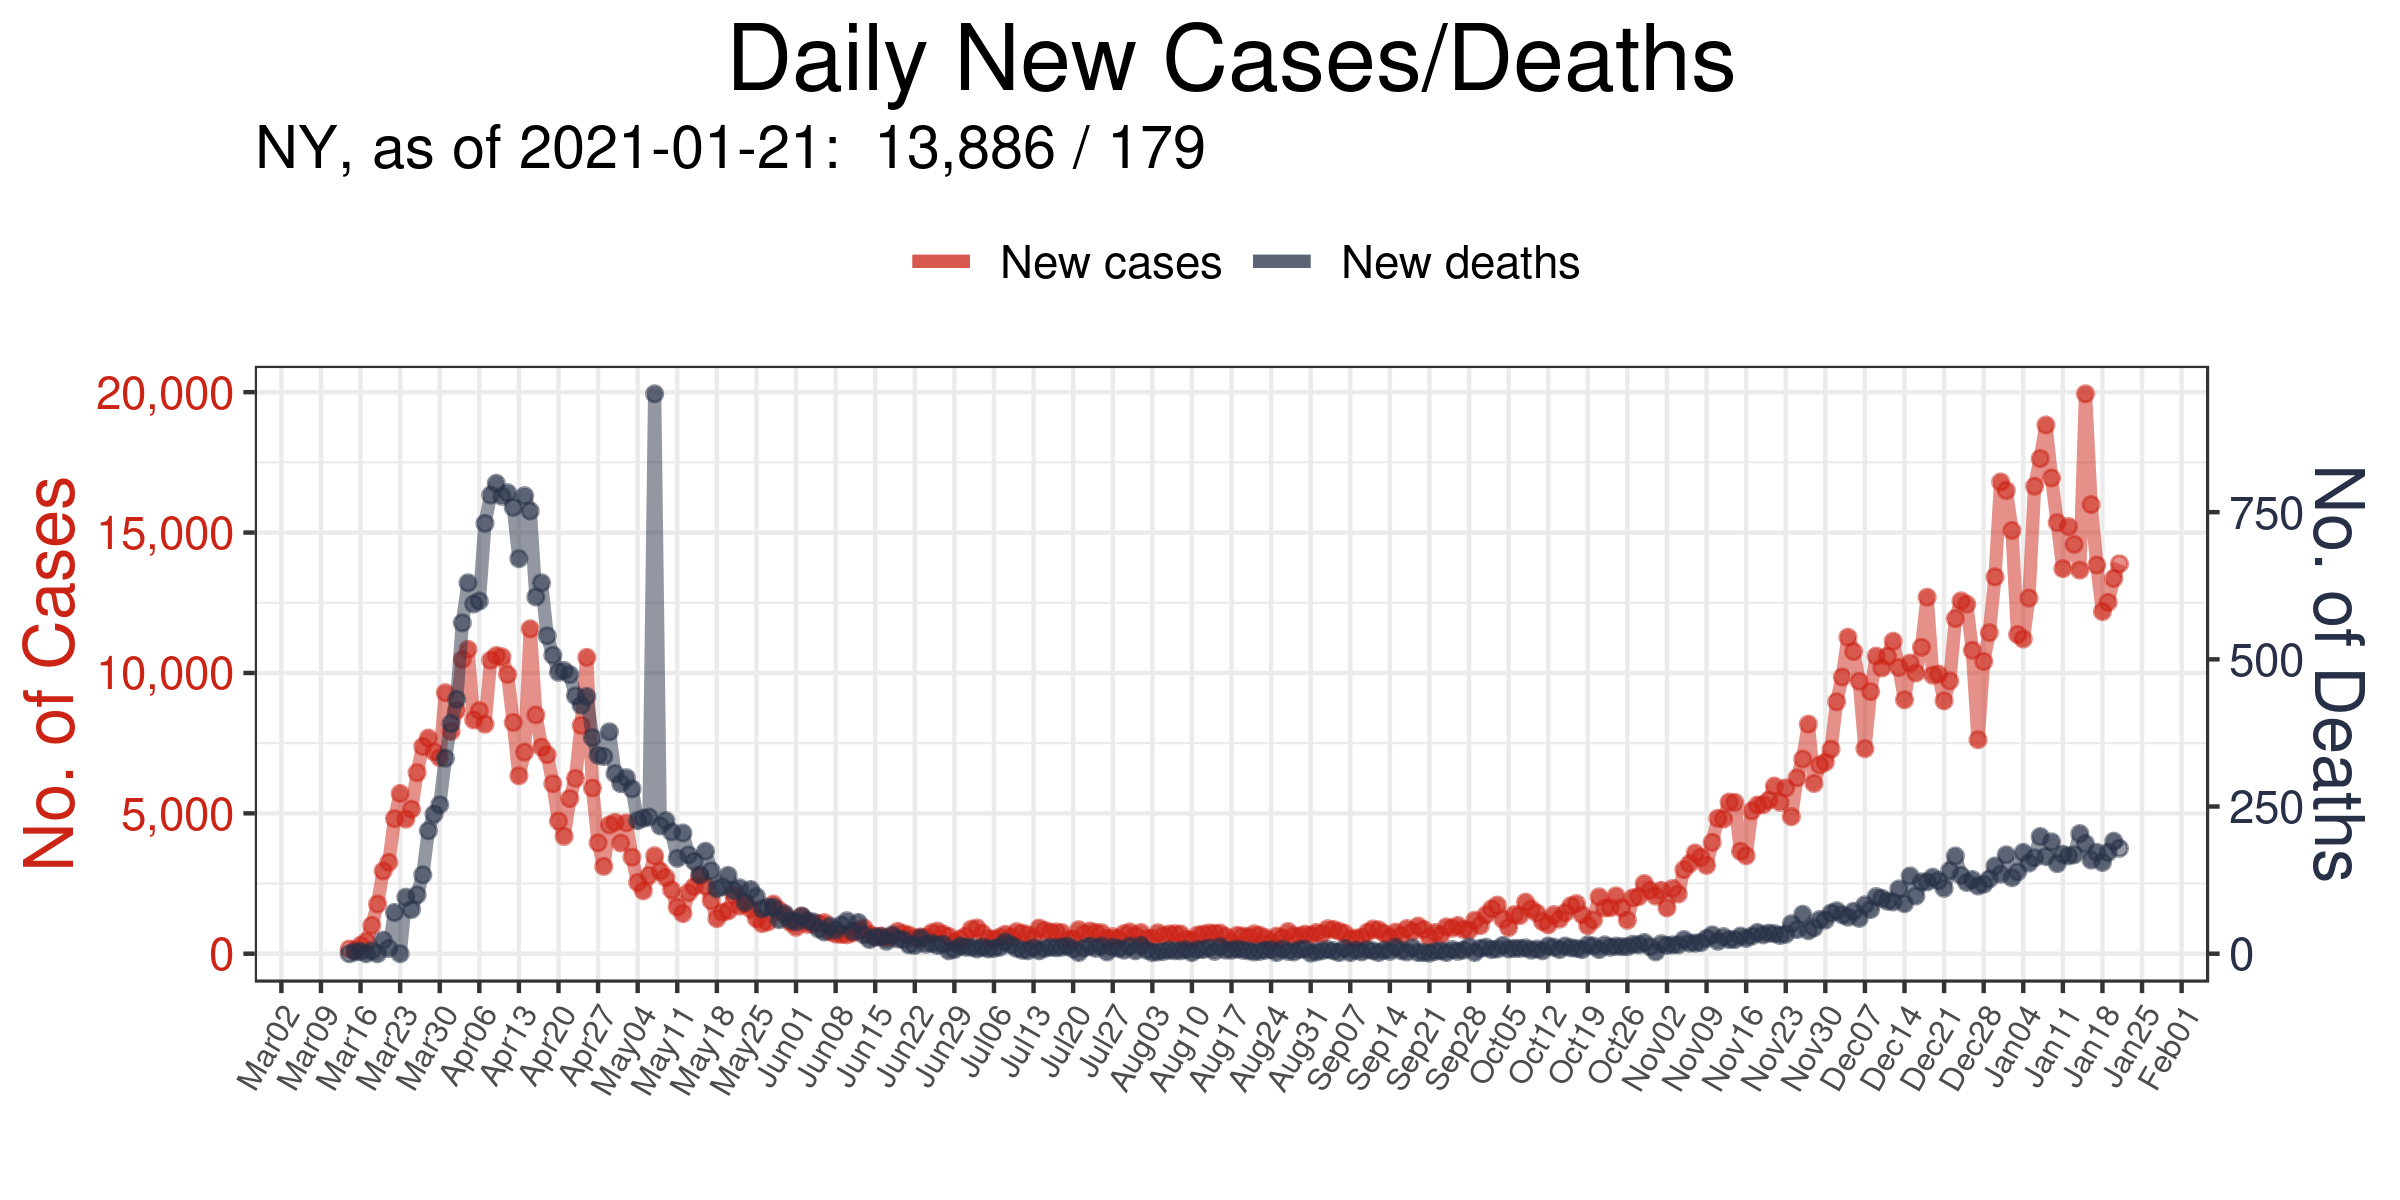 Daily New Cases/Deaths
NY, as of 2021-01-21:  13,886 / 179
New cases
New deaths
No. of Cases
20,000
15,000
10,000
5,000
0
No. of Deaths
750
500
250
0
Mar02
Mar09
Mar16
Mar23
Mar30
Apr06
Apr13
Apr20
Apr27
May04
May11
May18
May25
Jun01
Jun08
Jun15
Jun22
Jun29
Jul06
Jul13
Jul20
Jul27
Aug03
Aug10
Aug17
Aug24
Aug31
Sep07
Sep14
Sep21
Sep28
Oct05
Oct12
Oct19
Oct26
Nov02
Nov09
Nov16
Nov23
Nov30
Dec07
Dec14
Dec21
Dec28
Jan04
Jan11
Jan18
Jan25
Feb01